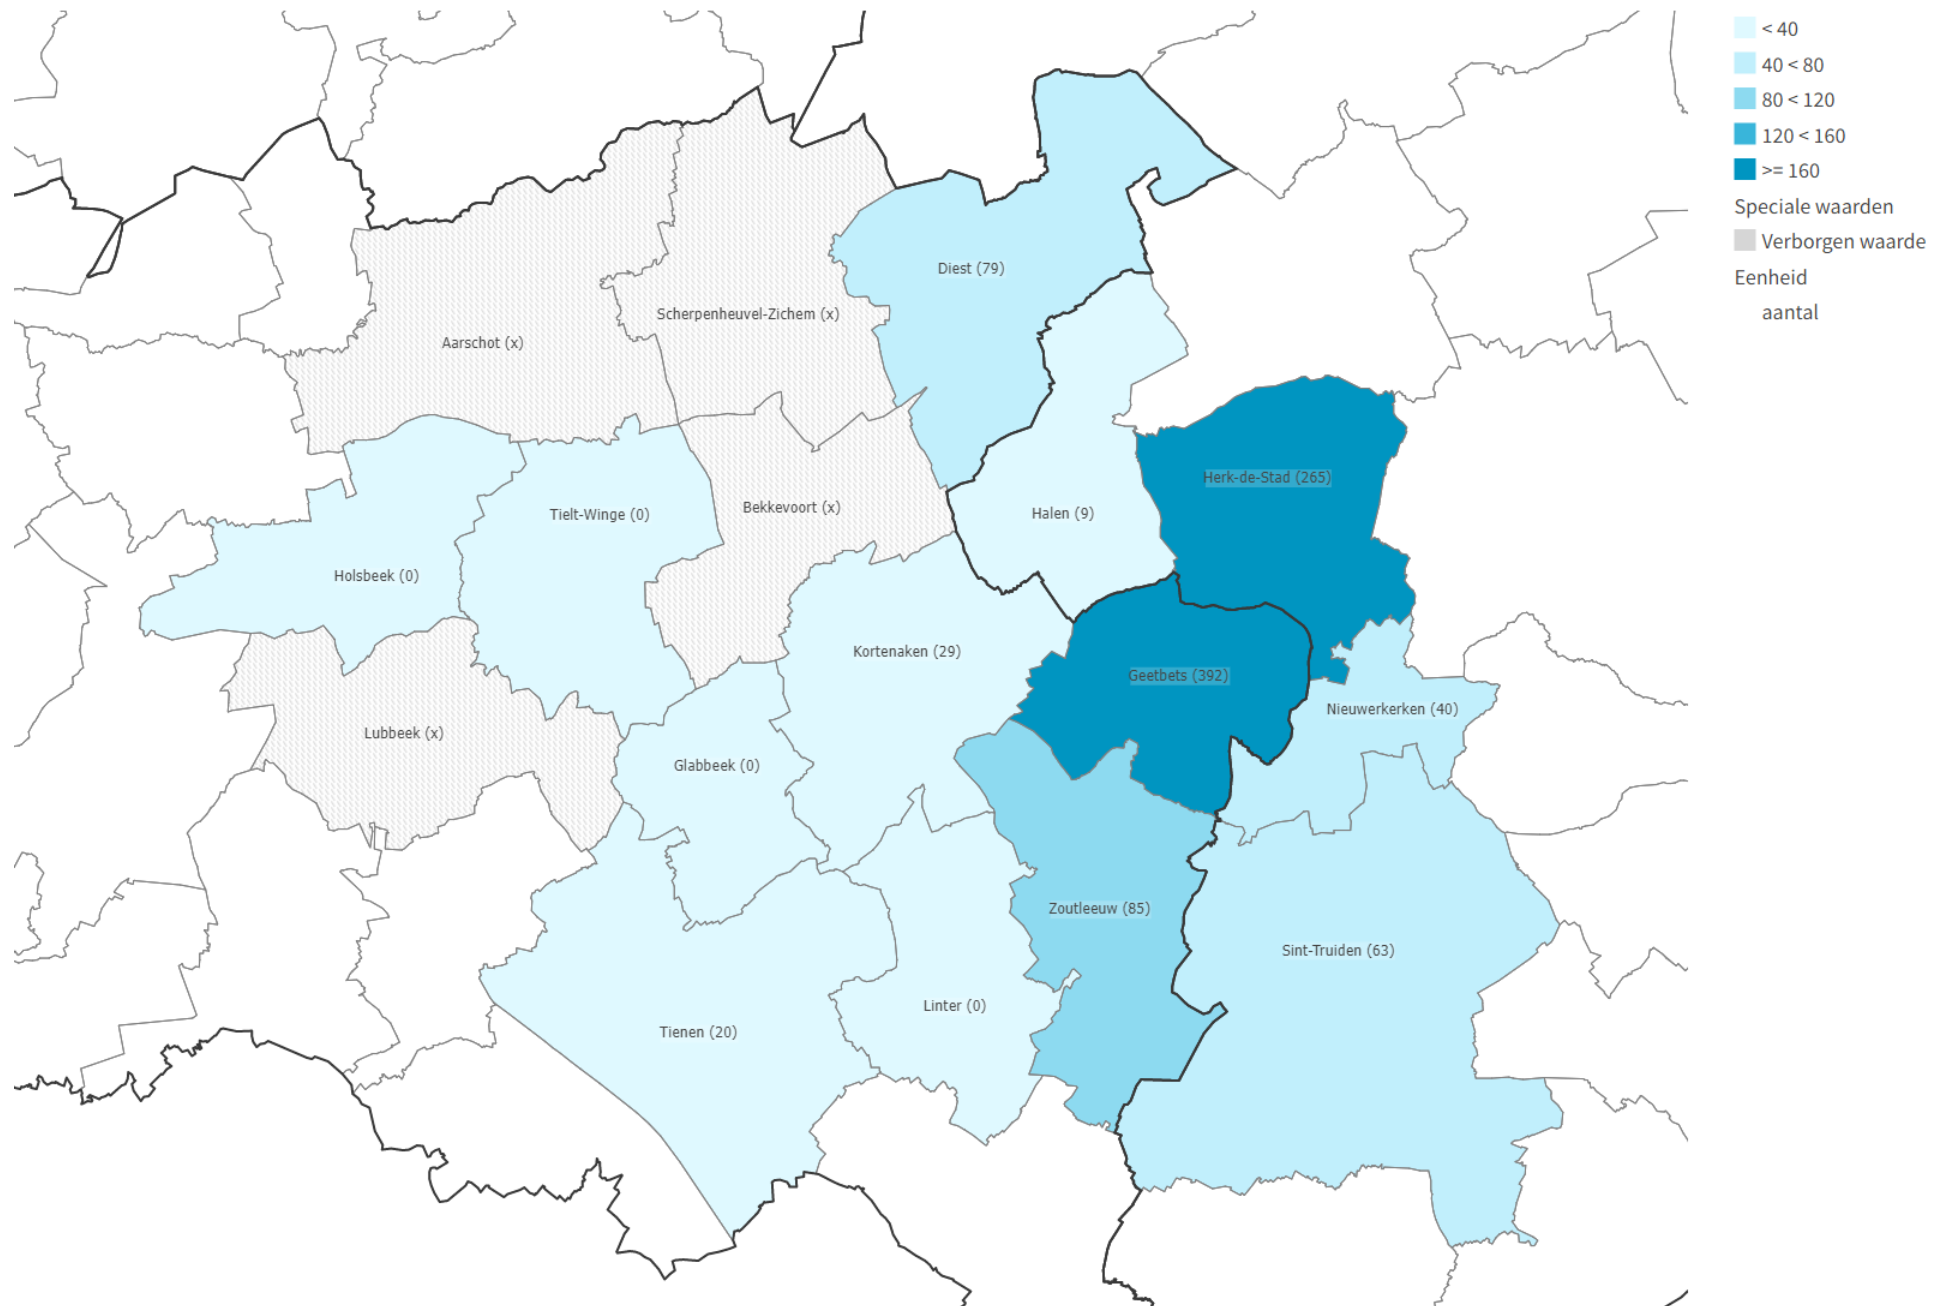 < 40
40 < 80
80 < 120
120 < 160
>= 160
Speciale waarden
Verborgen waarde
Eenheid
aantal
Diest (79)
Scherpenheuvel-Zichem (x)
Aarschot (x)
Herk-de-Stad (265)
Bekkevoort (x)
Halen (9)
Tielt-Winge (0)
Holsbeek (0)
Kortenaken (29)
Geetbets (392)
Nieuwerkerken (40)
Lubbeek (x)
Glabbeek (0)
Zoutleeuw (85)
Sint-Truiden (63)
Linter (0)
Tienen (20)